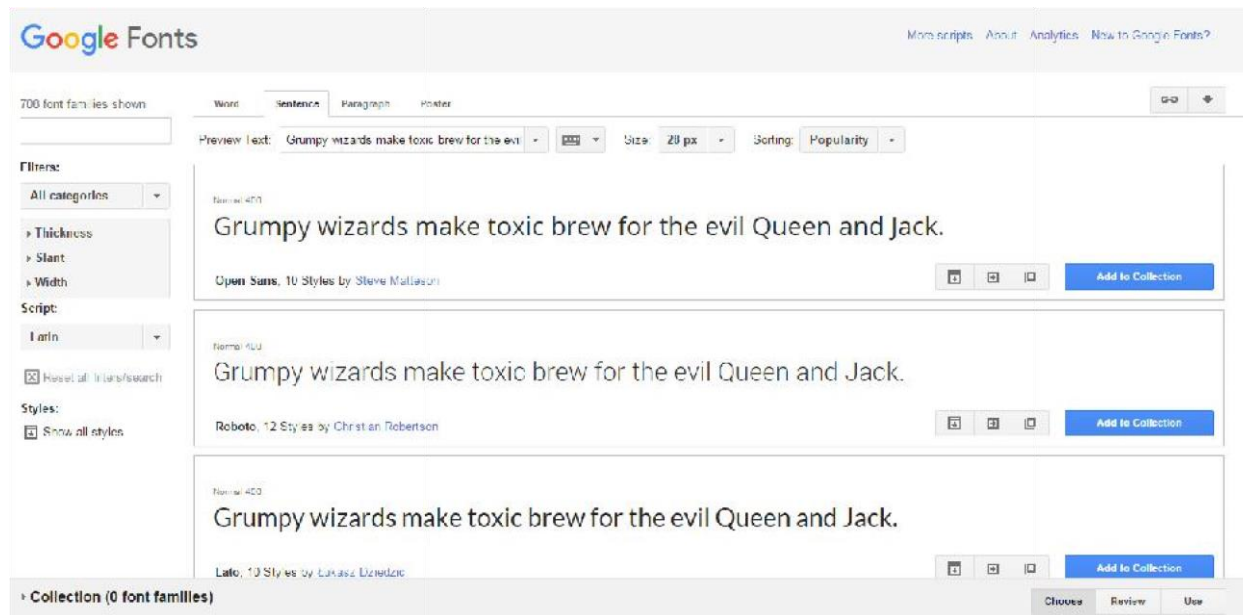 Google Fonts
More scripts About Analytics New to Google Fonts?
708 font families shown
Word Sentence Paragraph Poster
Preview Text: Grumpy wizards make toxic brew for the evil Size: 28 px Sorting: Popularity
Filters:
All categories
Thickness
Slant
Width
Script:
Latin
Reset all filters/search
Styles:
Show all styles
Normal 400
Grumpy wizards make toxic brew for the evil Queen and Jack.
Open Sans, 10 Styles by Steve Matteson
Add to Collection
Normal 400
Grumpy wizards make toxic brew for the evil Queen and Jack.
Roboto, 12 Styles by Christian Robertson
Add to Collection
Normal 400
Grumpy wizards make toxic brew for the evil Queen and Jack.
Lato, 10 Styles by Łukasz Dziedzic
Add to Collection
Collection (0 font families)
Choose Review Use